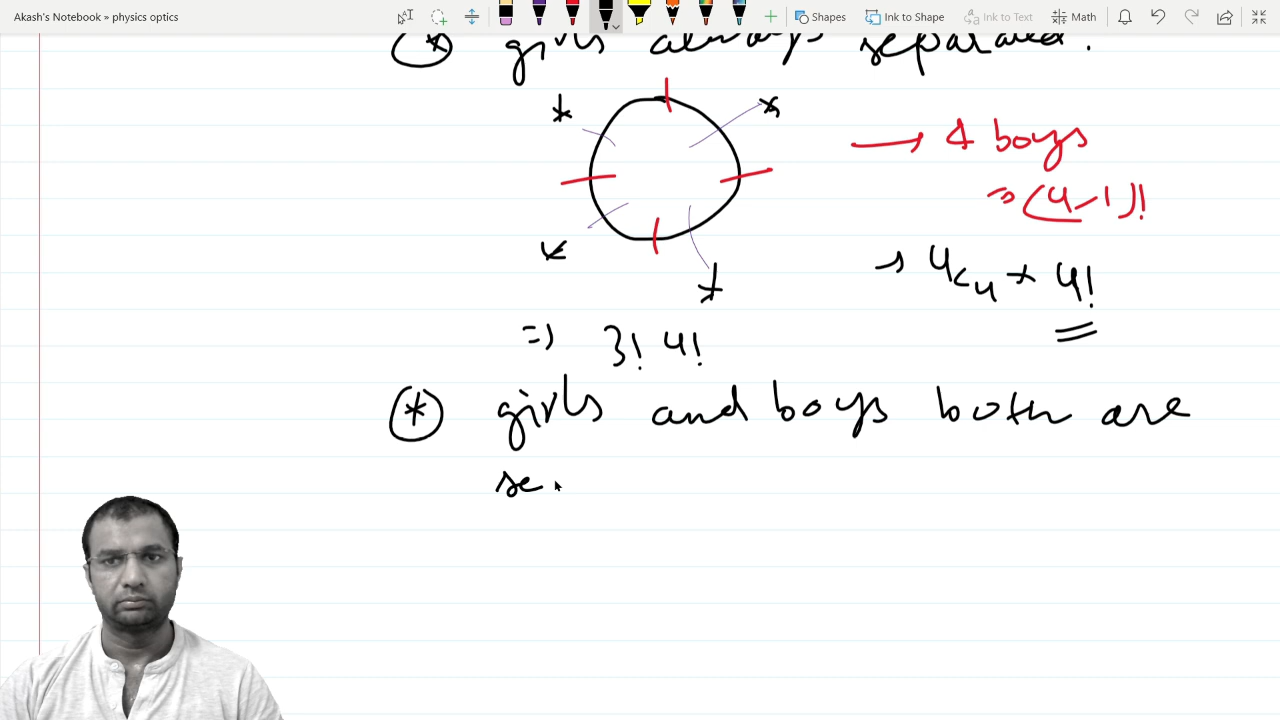 Akash's Notebook » physics optics
Shapes
Ink to Shape
Ink to Text
Math
* girls always separated.
→ 4 boys
⇒ (4-1)!
→ 4C4 * 4!
⇒ 3! 4!
* girls and boys both are
se